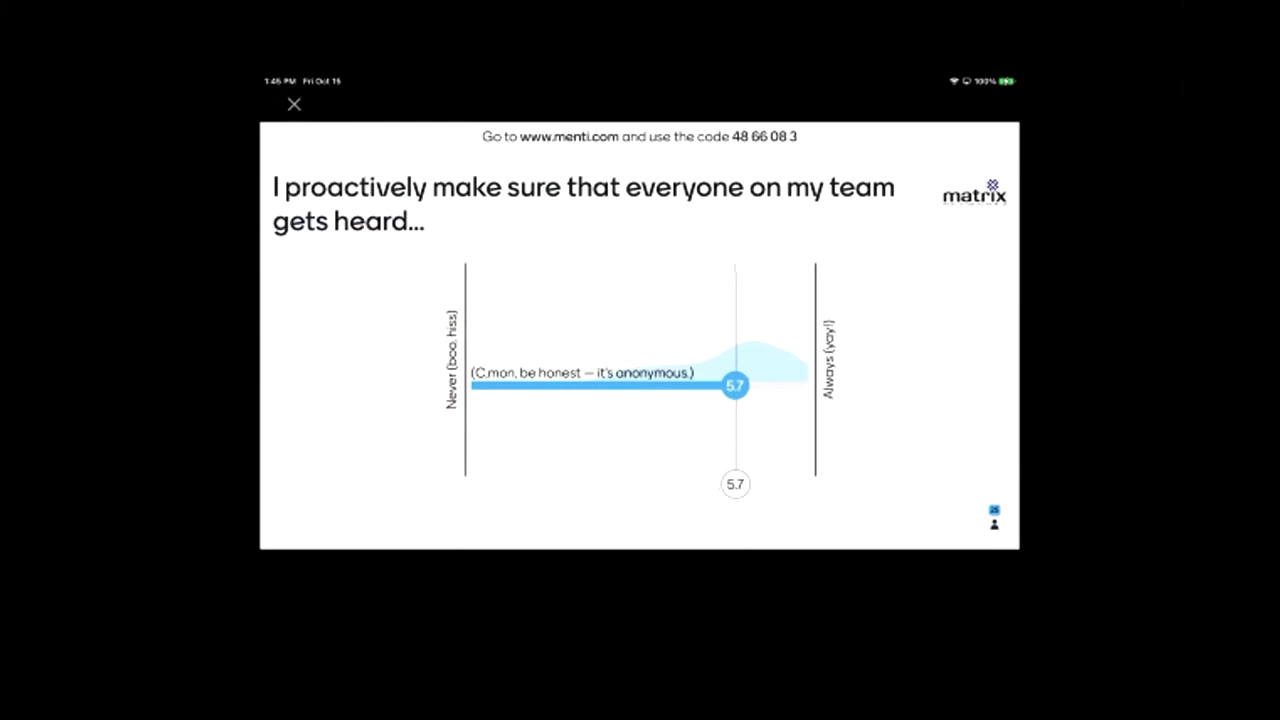 1:45 PM Fri Oct 15
100%
Go to www.menti.com and use the code 48 66 08 3
I proactively make sure that everyone on my team
gets heard...
matrix
Never (boo, hiss)
(C,mon, be honest — it's anonymous.)
5.7
Always (yay!)
5.7